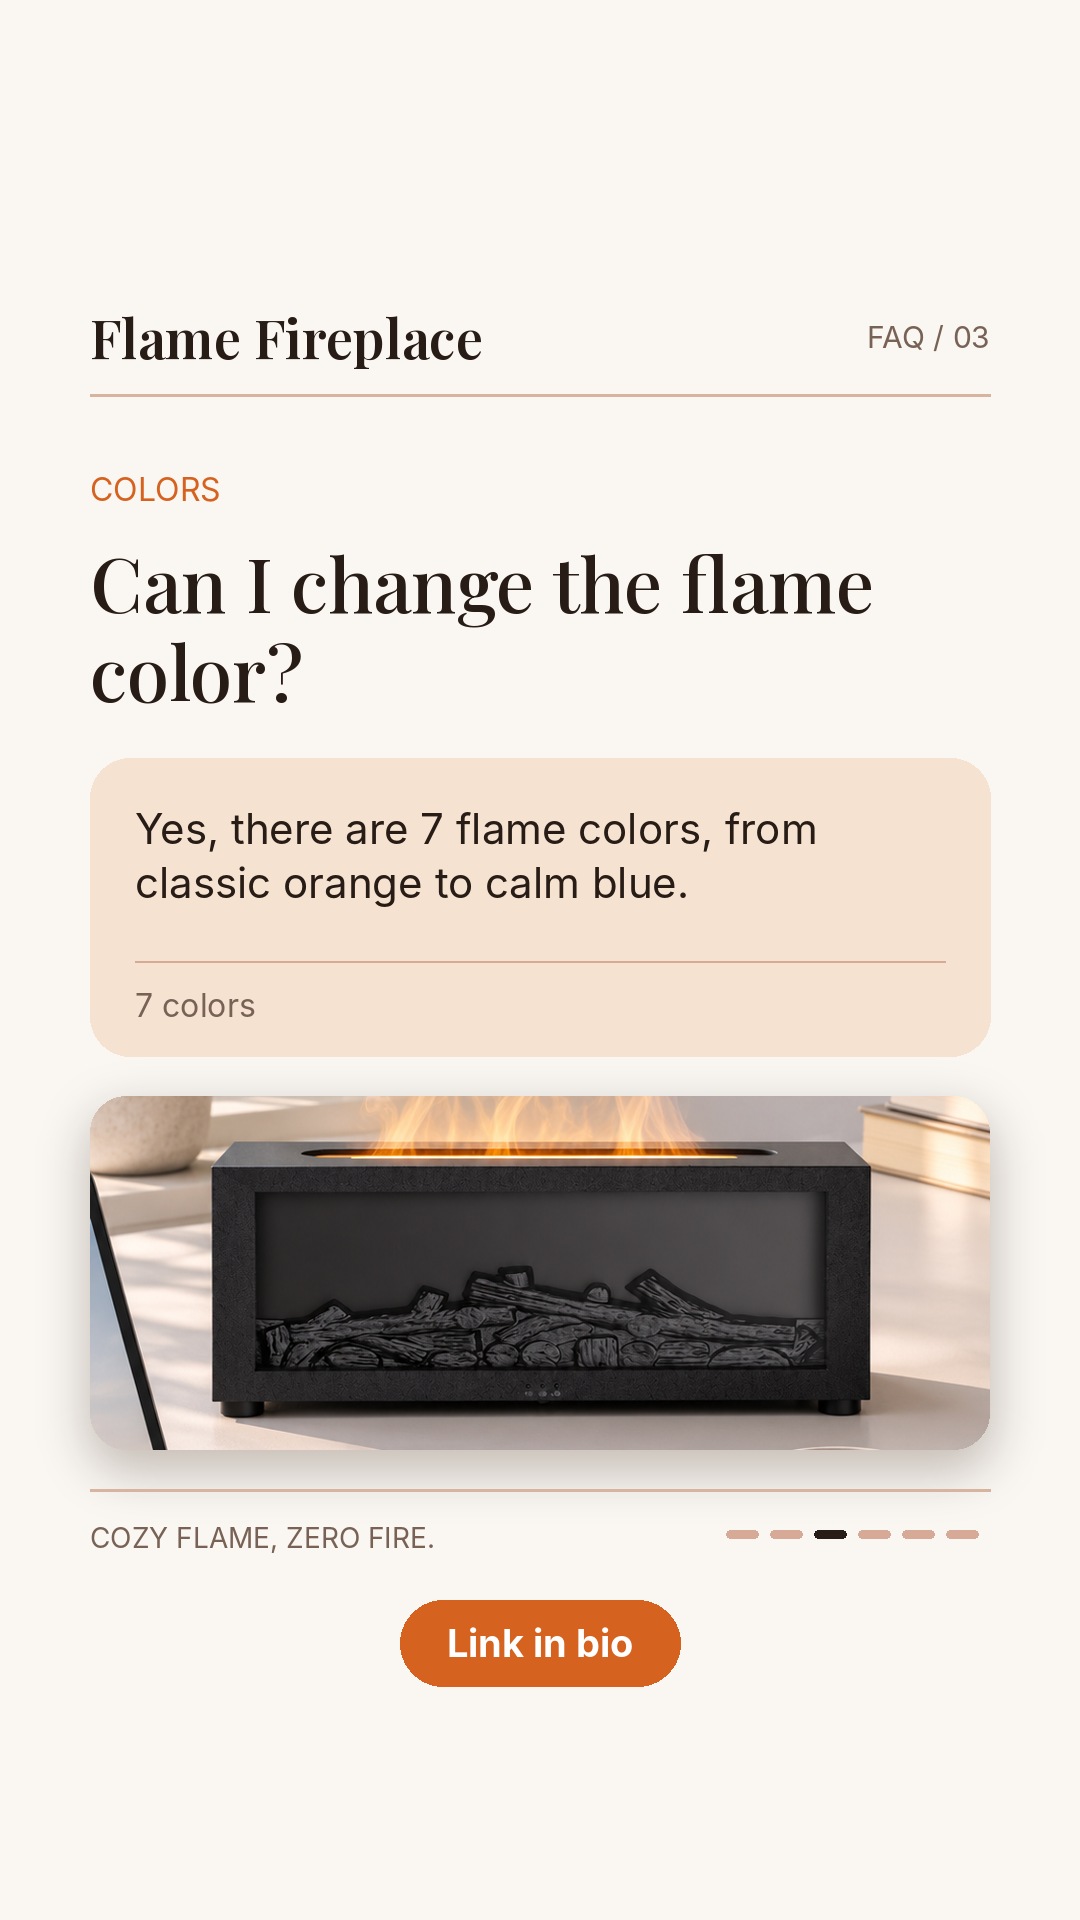 Flame Fireplace
FAQ / 03
COLORS
Can I change the flame
color?
Yes, there are 7 flame colors, from
classic orange to calm blue.
7 colors
COZY FLAME, ZERO FIRE.
Link in bio